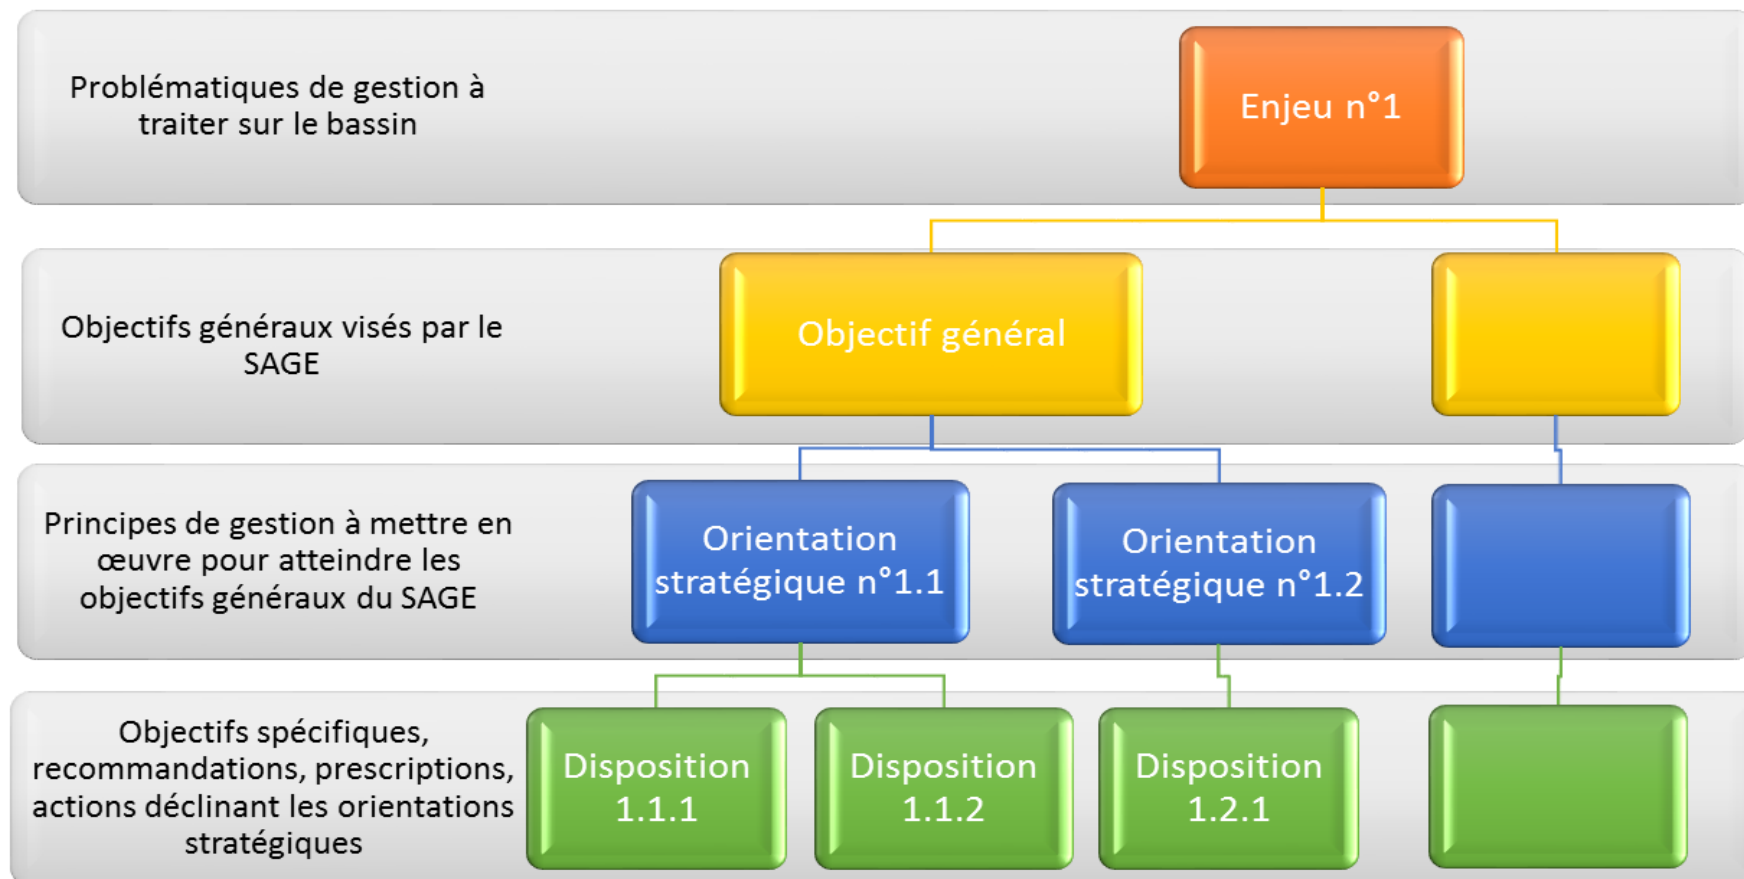 Problématiques de gestion à
traiter sur le bassin
Enjeu n°1
Objectifs généraux visés par le
SAGE
Objectif général
Principes de gestion à mettre en
œuvre pour atteindre les
objectifs généraux du SAGE
Orientation
stratégique n°1.1
Orientation
stratégique n°1.2
Objectifs spécifiques,
recommandations, prescriptions,
actions déclinant les orientations
stratégiques
Disposition
1.1.1
Disposition
1.1.2
Disposition
1.2.1